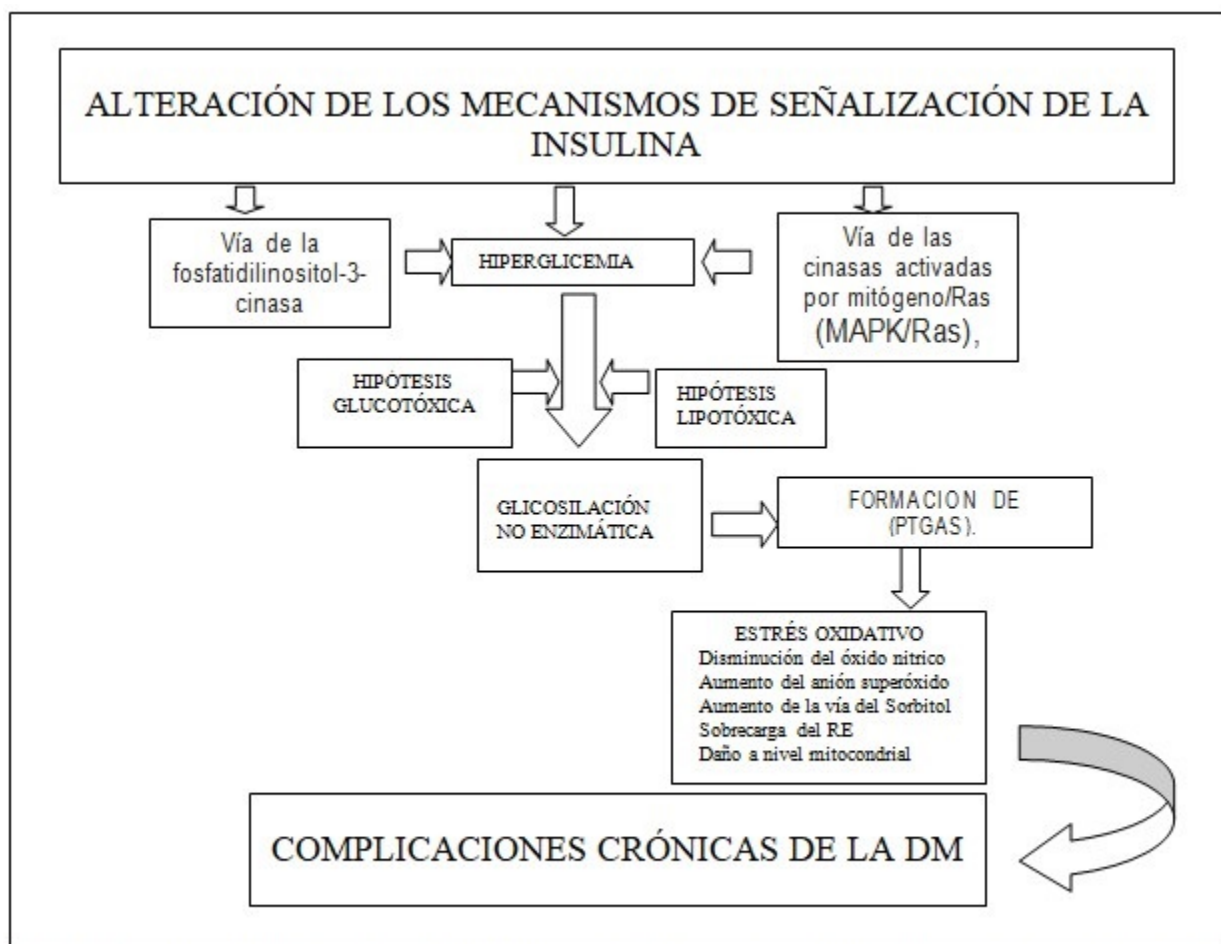 ALTERACIÓN DE LOS MECANISMOS DE SEÑALIZACIÓN DE LA
INSULINA
Vía de la
fosfatidilinositol-3-
cinasa
HIPERGLICEMIA
Vía de las
cinasas activadas
por mitógeno/Ras
(MAPK/Ras),
HIPÓTESIS
GLUCOTÓXICA
HIPÓTESIS
LIPOTÓXICA
GLICOSILACIÓN
NO ENZIMÁTICA
FORMACION DE
(PTGAS).
ESTRÉS OXIDATIVO
Disminución del óxido nitrico
Aumento del anión superóxido
Aumento de la vía del Sorbitol
Sobrecarga del RE
Daño a nivel mitocondrial
COMPLICACIONES CRÓNICAS DE LA DM